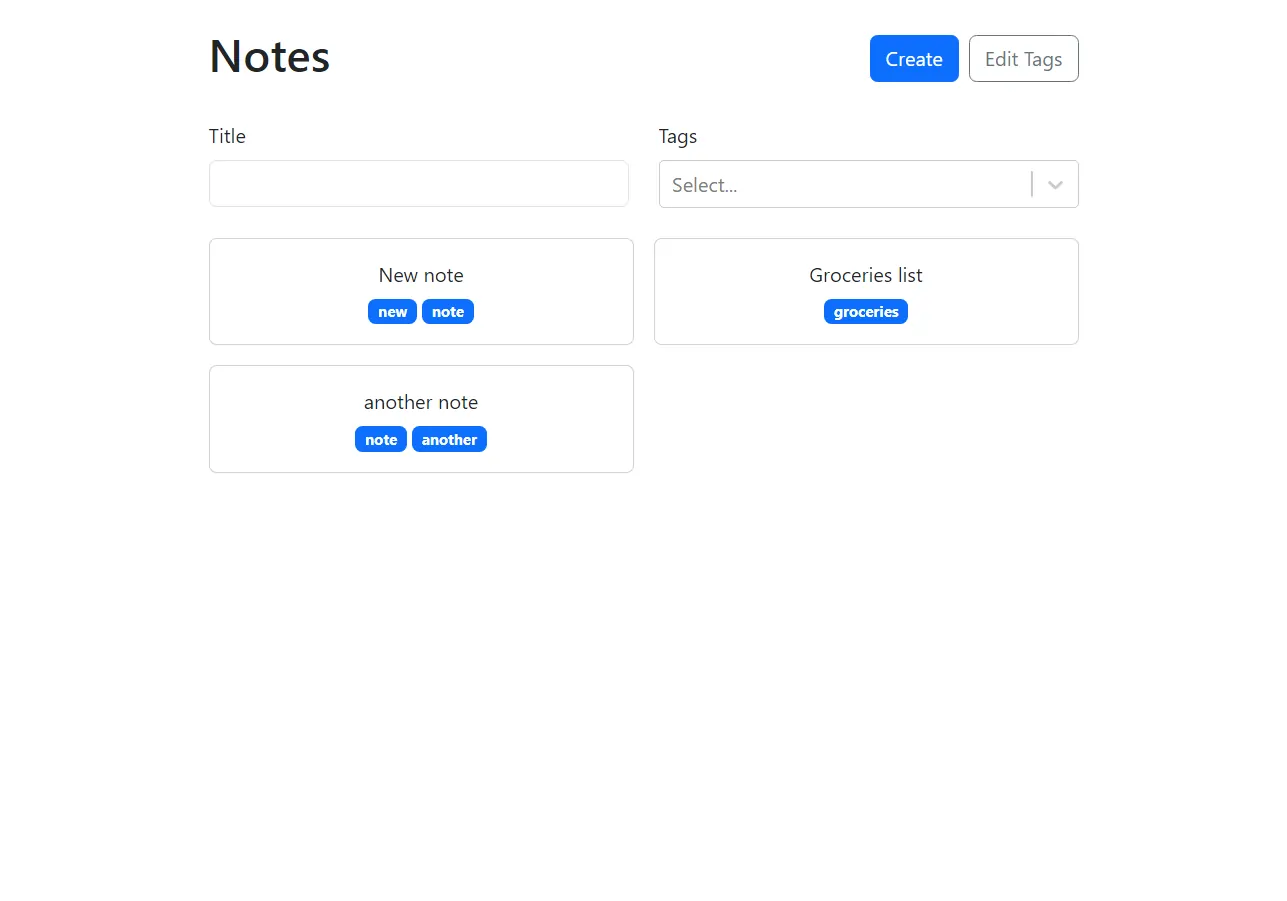 Notes
Create
Edit Tags
Title
Tags
Select...
New note
new note
Groceries list
groceries
another note
note another